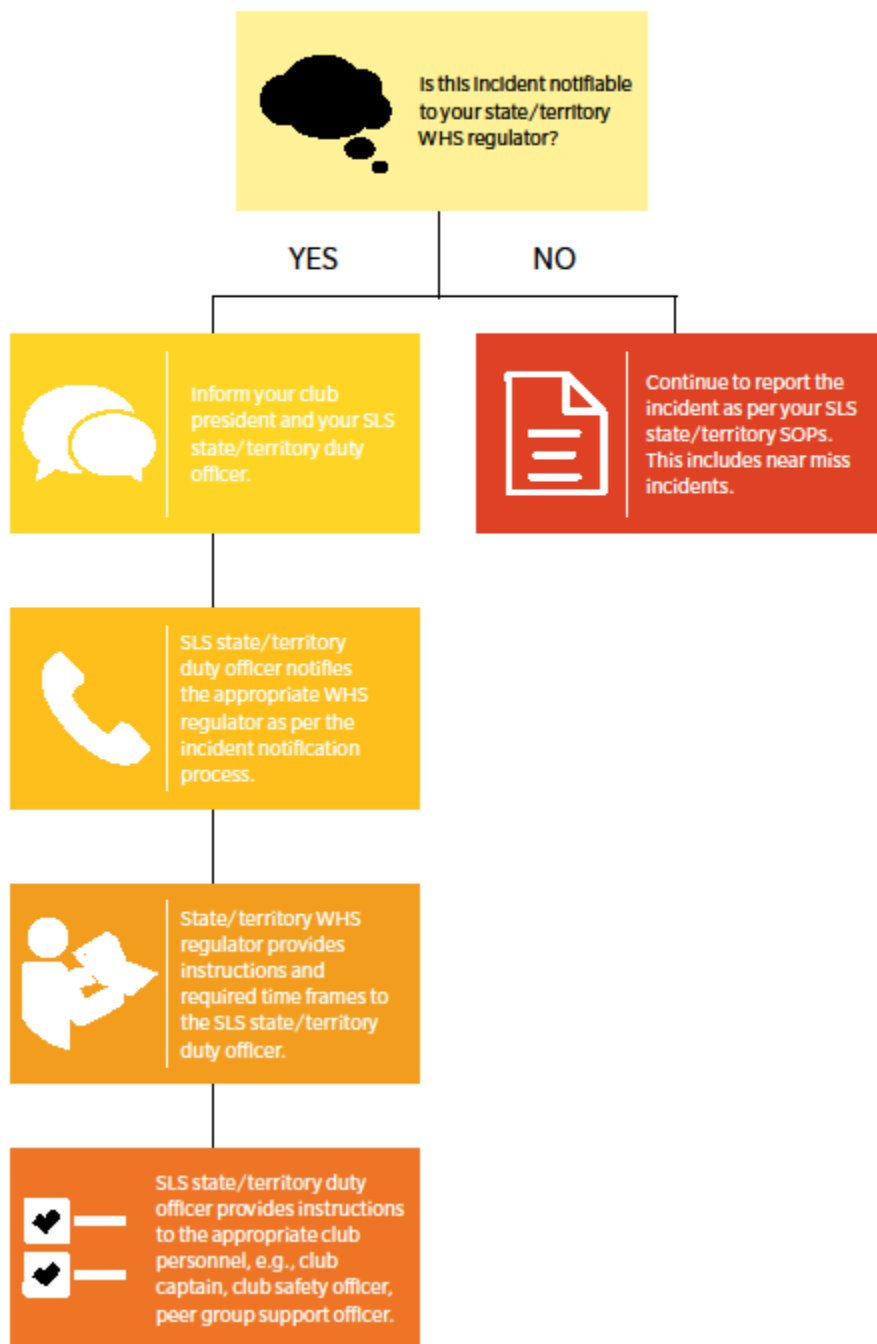 Is this incident notifiable
to your state/territory
WHS regulator?
YES
NO
Inform your club
president and your SLS
state/territory duty
officer.
Continue to report the
incident as per your SLS
state/territory SOPs.
This includes near miss
incidents.
SLS state/territory
duty officer notifies
the appropriate WHS
regulator as per the
incident notification
process.
State/territory WHS
regulator provides
instructions and
required time frames to
the SLS state/territory
duty officer.
SLS state/territory duty
officer provides instructions
to the appropriate club
personnel, e.g., club
captain, club safety officer,
peer group support officer.